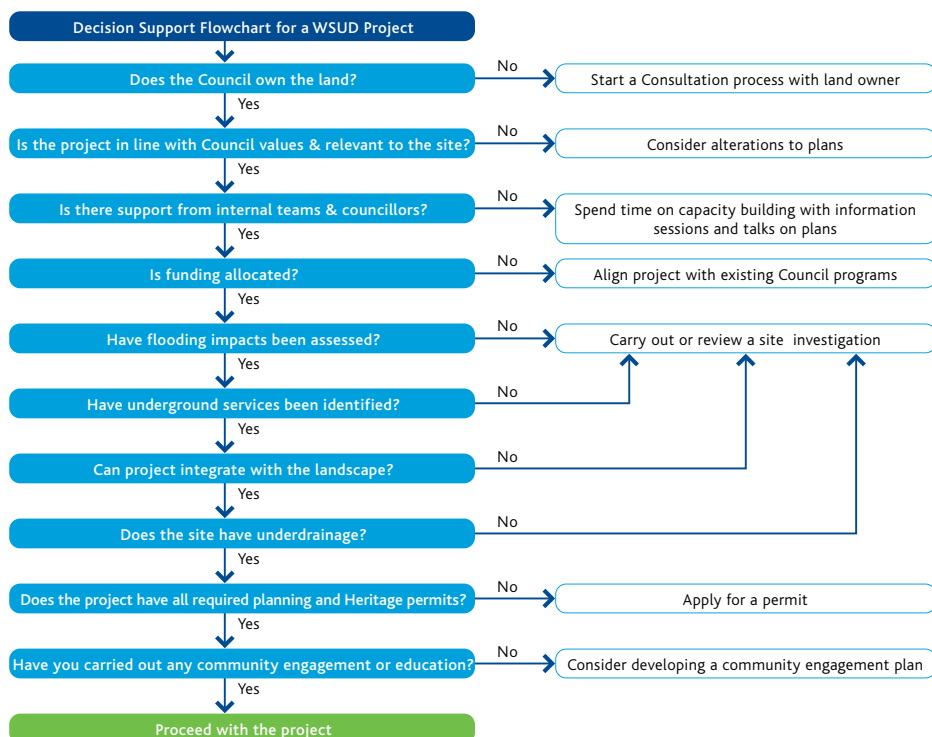 Decision Support Flowchart for a WSUD Project
Does the Council own the land?
No
Start a Consultation process with land owner
Yes
Is the project in line with Council values & relevant to the site?
No
Consider alterations to plans
Yes
Is there support from internal teams & councillors?
No
Spend time on capacity building with information
sessions and talks on plans
Yes
Is funding allocated?
No
Align project with existing Council programs
Yes
Have flooding impacts been assessed?
No
Carry out or review a site investigation
Yes
Have underground services been identified?
No
Yes
Can project integrate with the landscape?
No
Yes
Does the site have underdrainage?
No
Yes
Does the project have all required planning and Heritage permits?
No
Apply for a permit
Yes
Have you carried out any community engagement or education?
No
Consider developing a community engagement plan
Yes
Proceed with the project